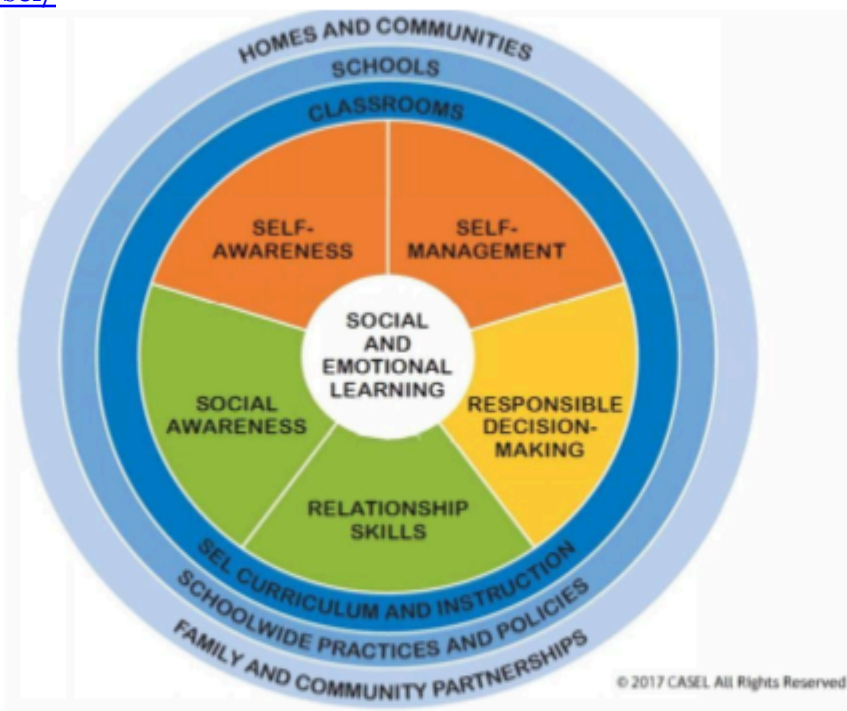 HOMES AND COMMUNITIES
SCHOOLS
CLASSROOMS
SELF-
AWARENESS
SELF-
MANAGEMENT
SOCIAL
AND
EMOTIONAL
LEARNING
SOCIAL
AWARENESS
RESPONSIBLE
DECISION-
MAKING
RELATIONSHIP
SKILLS
SEL CURRICULUM AND INSTRUCTION
SCHOOLWIDE PRACTICES AND POLICIES
FAMILY AND COMMUNITY PARTNERSHIPS
© 2017 CASEL All Rights Reserved